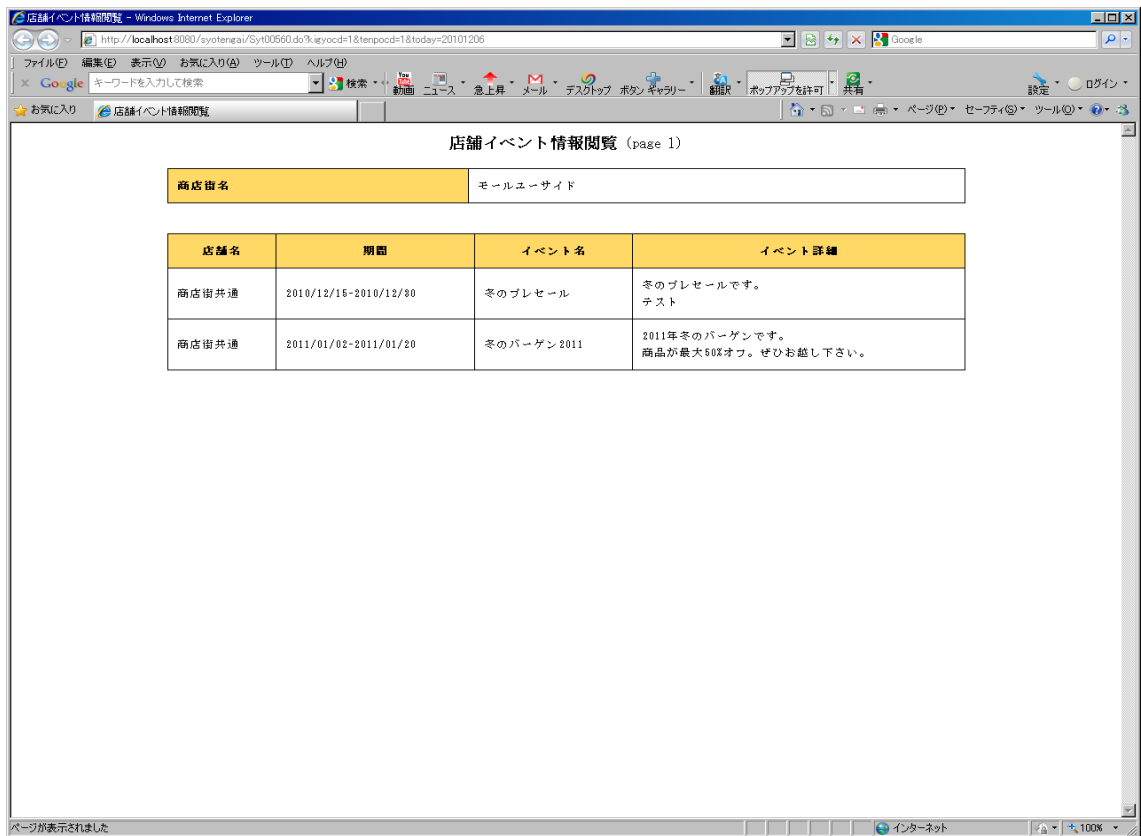 店舗イベント情報閲覧 - Windows Internet Explorer
http://localhost:8080/syotengai/Syt00560.do?kigyocd=1&tenpocd=1&today=20101206
Google
ファイル(F) 編集(E) 表示(V) お気に入り(A) ツール(T) ヘルプ(H)
× Google キーワードを入力して検索 検索 You Tube 動画 ニュース 急上昇 メール デスクトップ ボタン ギャラリー 翻訳 ポップアップを許可 共有 設定 ログイン
お気に入り 店舗イベント情報閲覧 ページ(P) セーフティ(S) ツール(O)
店舗イベント情報閲覧 (page 1)
商店街名 モールユーサイド
店舗名 期間 イベント名 イベント詳細
商店街共通 2010/12/15-2010/12/30 冬のプレセール 冬のプレセールです。
テスト
商店街共通 2011/01/02-2011/01/20 冬のバーゲン2011 2011年冬のバーゲンです。
商品が最大50%オフ。ぜひお越し下さい。
ページが表示されました インターネット 100%